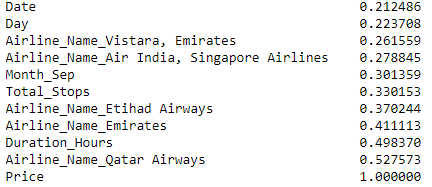 Date 0.212486
Day 0.223708
Airline_Name_Vistara, Emirates 0.261559
Airline_Name_Air India, Singapore Airlines 0.278845
Month_Sep 0.301359
Total_Stops 0.330153
Airline_Name_Etihad Airways 0.370244
Airline_Name_Emirates 0.411113
Duration_Hours 0.498370
Airline_Name_Qatar Airways 0.527573
Price 1.000000